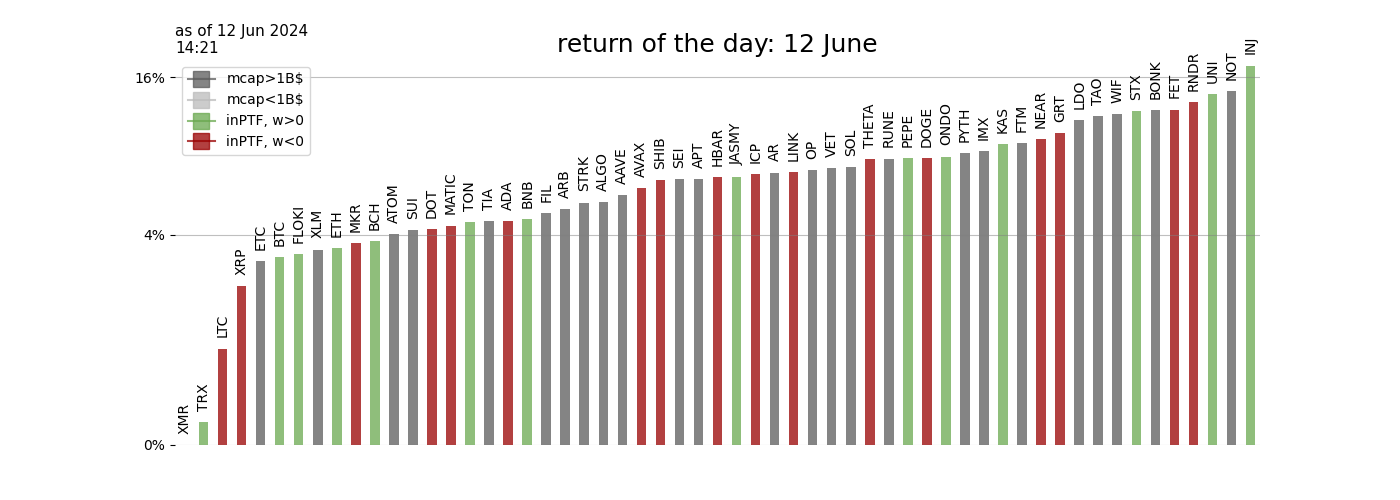 as of 12 Jun 2024
14:21
return of the day: 12 June
mcap>1B$
mcap<1B$
inPTF, w>0
inPTF, w<0
16%
4%
0%
XMR
TRX
LTC
XRP
ETC
BTC
FLOKI
XLM
ETH
MKR
BCH
ATOM
SUI
DOT
MATIC
TON
TIA
ADA
BNB
FIL
ARB
STRK
ALGO
AAVE
AVAX
SHIB
SEI
APT
HBAR
JASMY
ICP
AR
LINK
OP
VET
SOL
THETA
RUNE
PEPE
DOGE
ONDO
PYTH
IMX
KAS
FTM
NEAR
GRT
LDO
TAO
WIF
STX
BONK
FET
RNDR
UNI
NOT
INJ